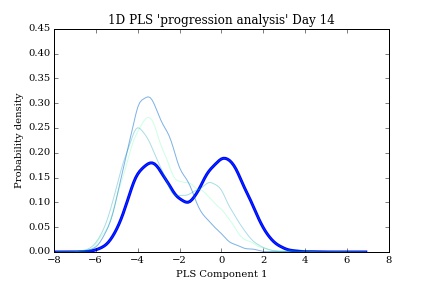 1D PLS 'progression analysis' Day 14
0.45
0.40
0.35
0.30
0.25
0.20
0.15
0.10
0.05
0.00
Probability density
−8 −6 −4 −2 0 2 4 6 8
PLS Component 1